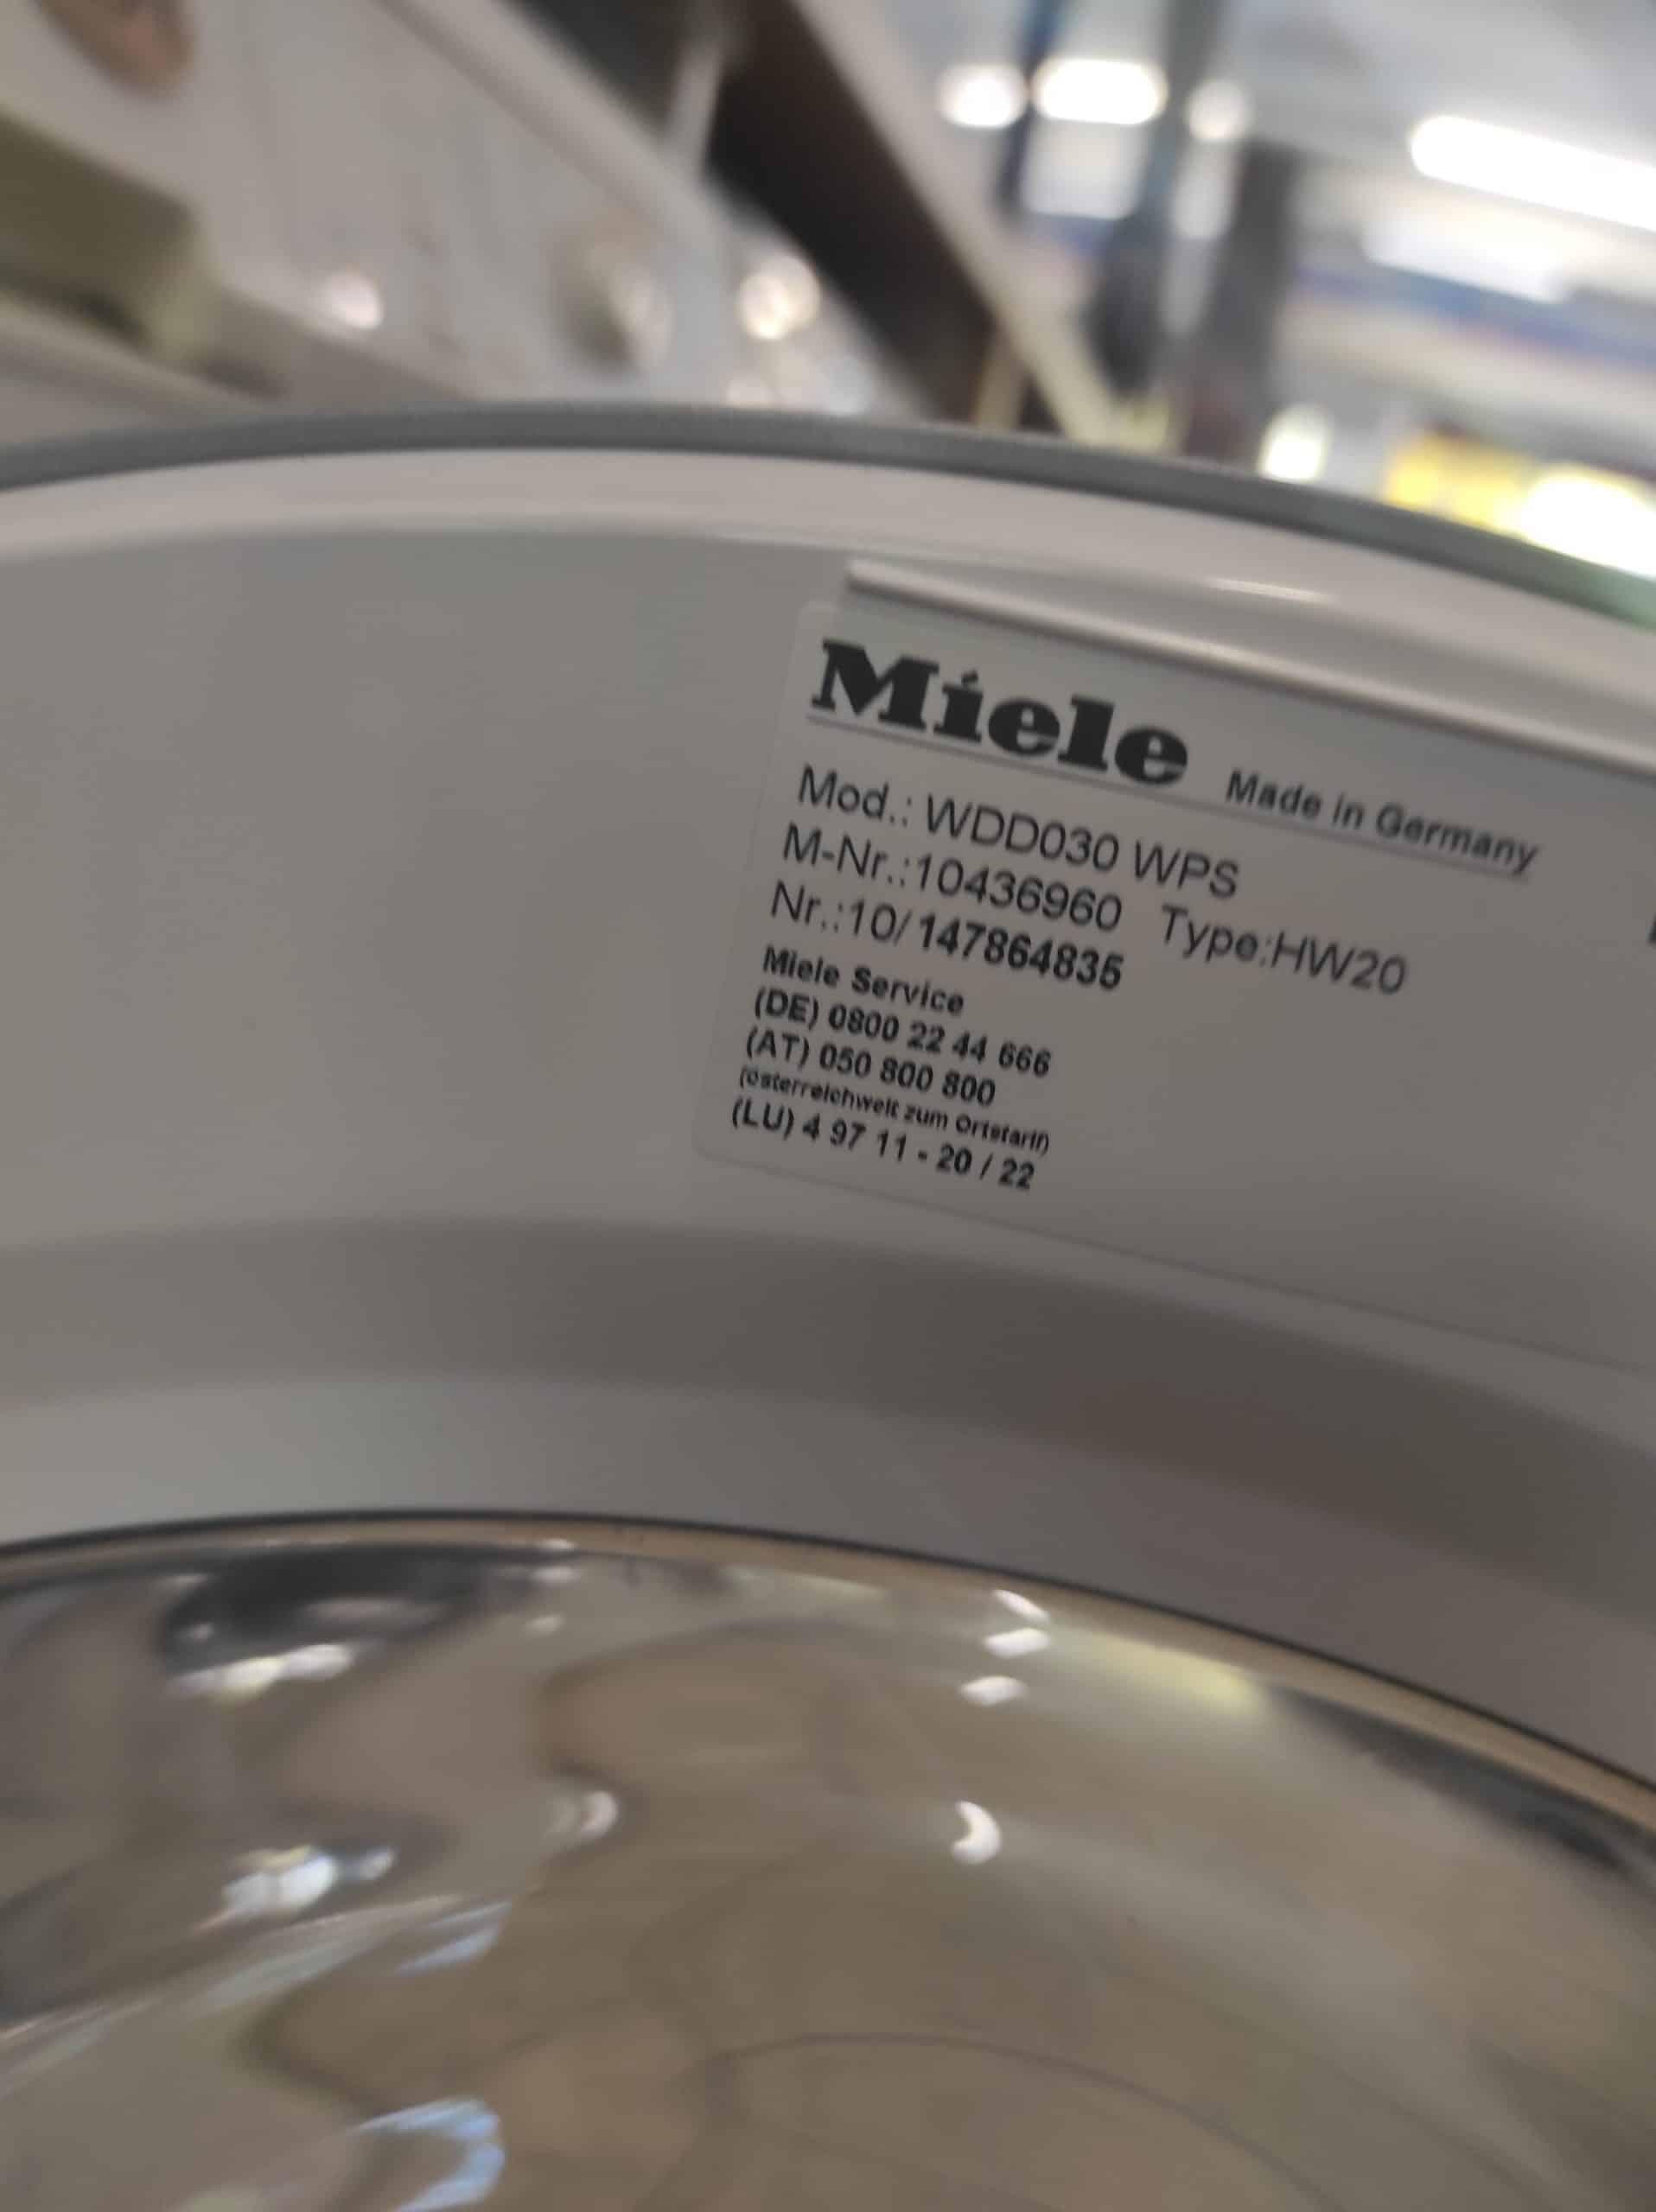 Miele Made in Germany
Mod.: WDD030 WPS
M-Nr.:10436960 Type:HW20
Nr.:10/147864835
Miele Service
(DE) 0800 22 44 666
(AT) 050 800 800
(österreichweit zum Ortstarif)
(LU) 4 97 11 - 20 / 22